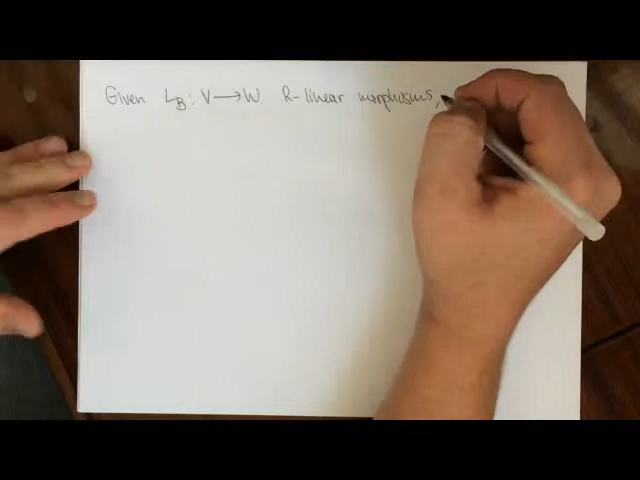 Given L_B : V → W R-linear morphisms,